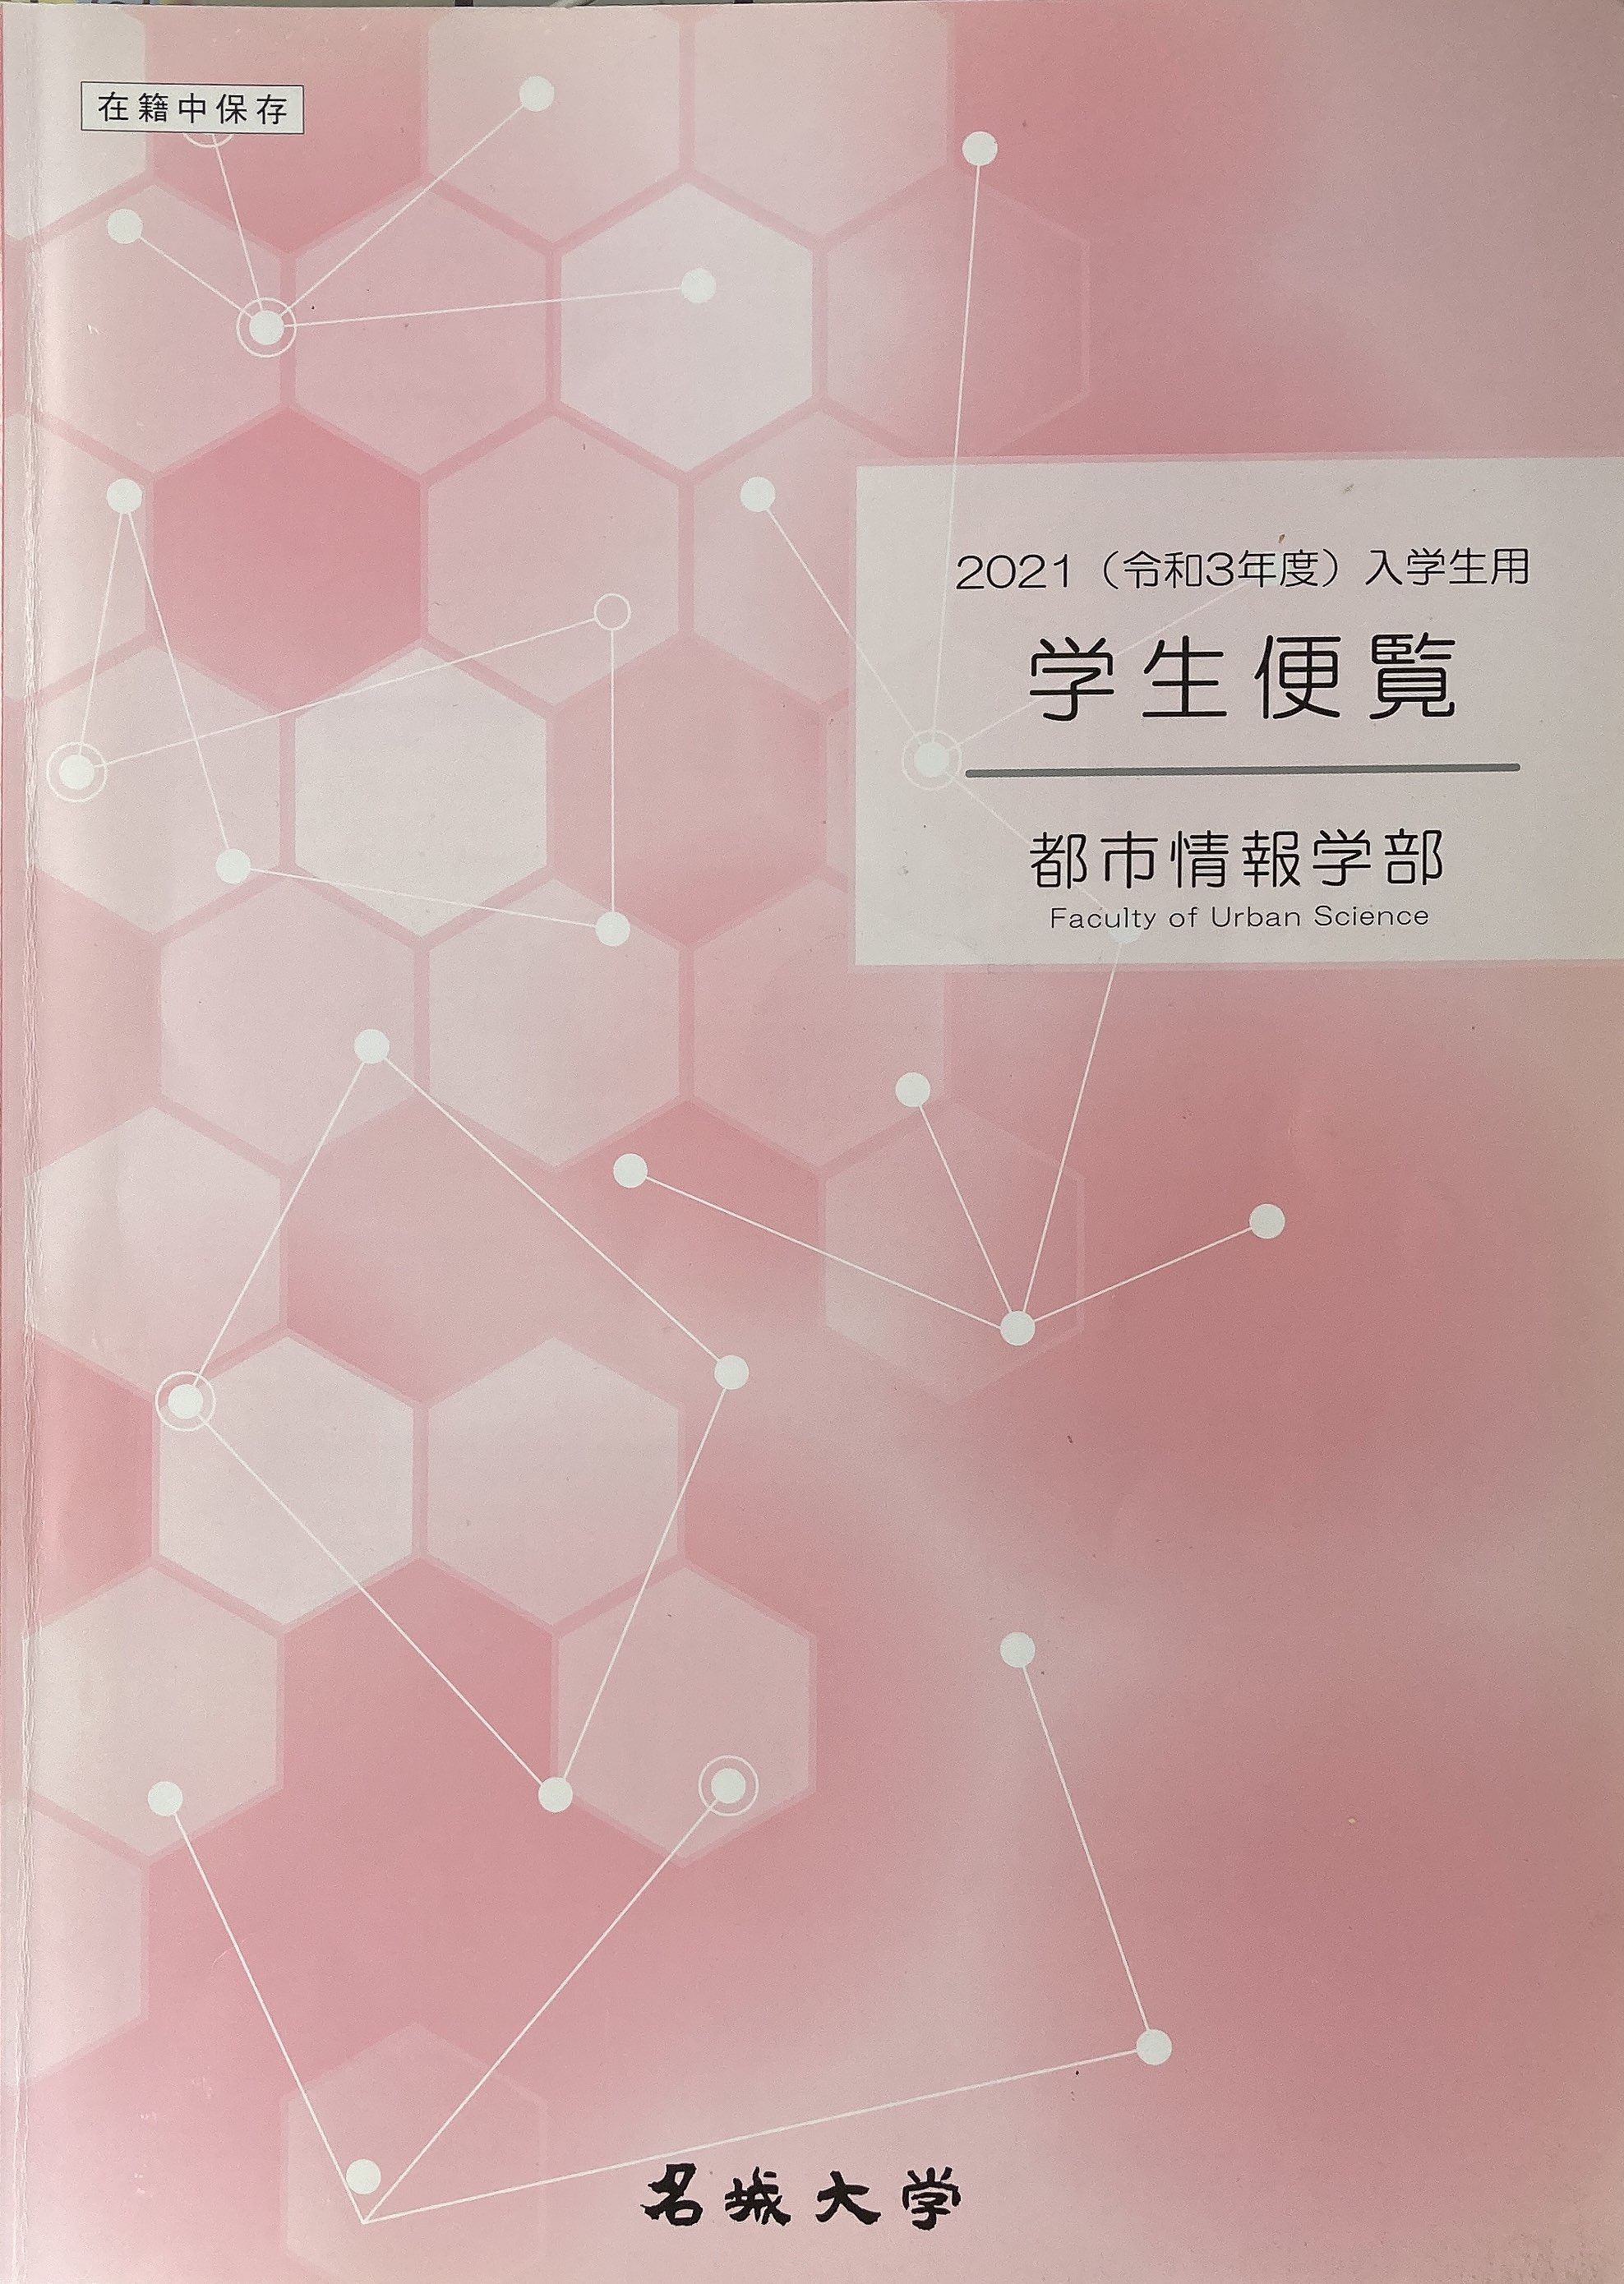 在籍中保存
2021（令和3年度）入学生用
学生便覧
都市情報学部
Faculty of Urban Science
名城大学